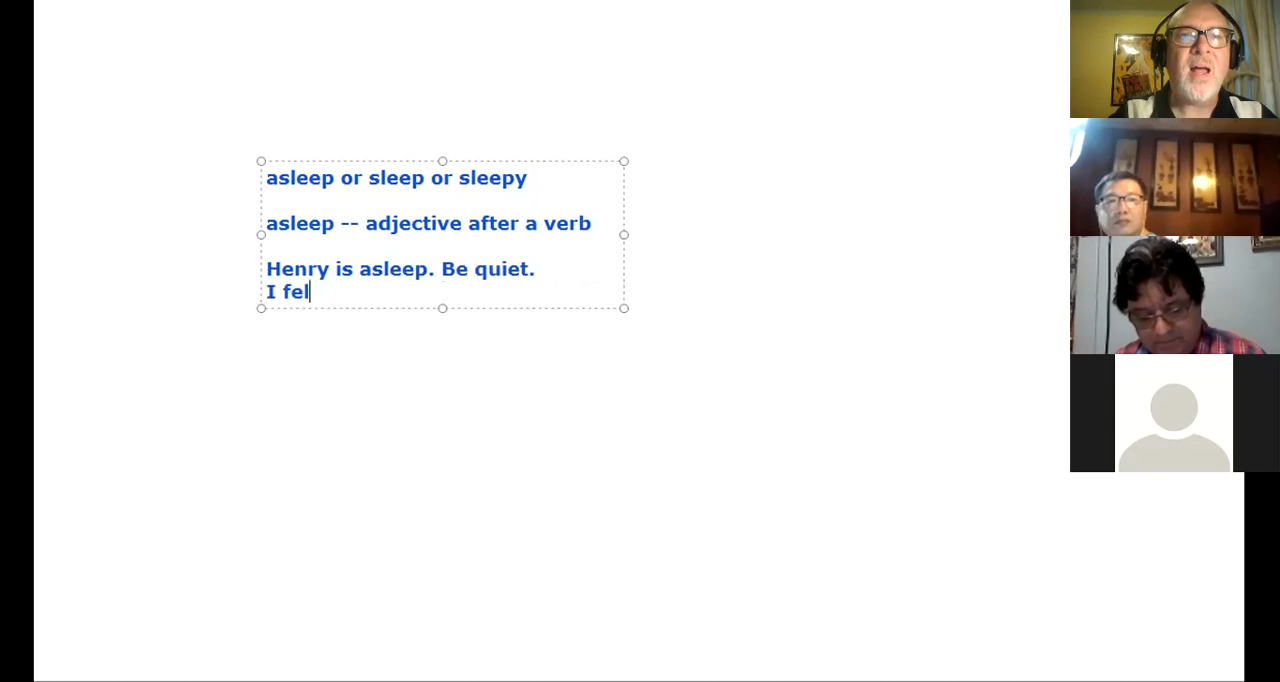 asleep or sleep or sleepy
asleep -- adjective after a verb
Henry is asleep. Be quiet.
I fel